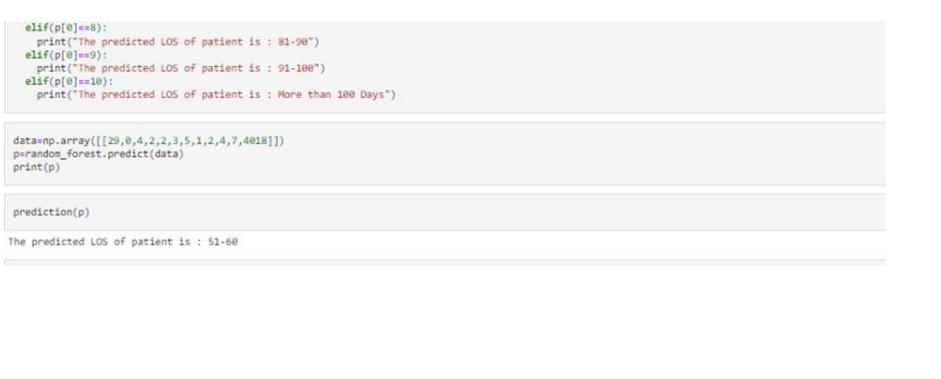 elif(p[0]==8):
print("The predicted LOS of patient is : 81-90")
elif(p[0]==9):
print("The predicted LOS of patient is : 91-100")
elif(p[0]==10):
print("The predicted LOS of patient is : More than 100 Days")
data=np.array([[29,0,4,2,2,3,5,1,2,4,7,4018]])
p=random_forest.predict(data)
print(p)
prediction(p)
The predicted LOS of patient is : 51-60